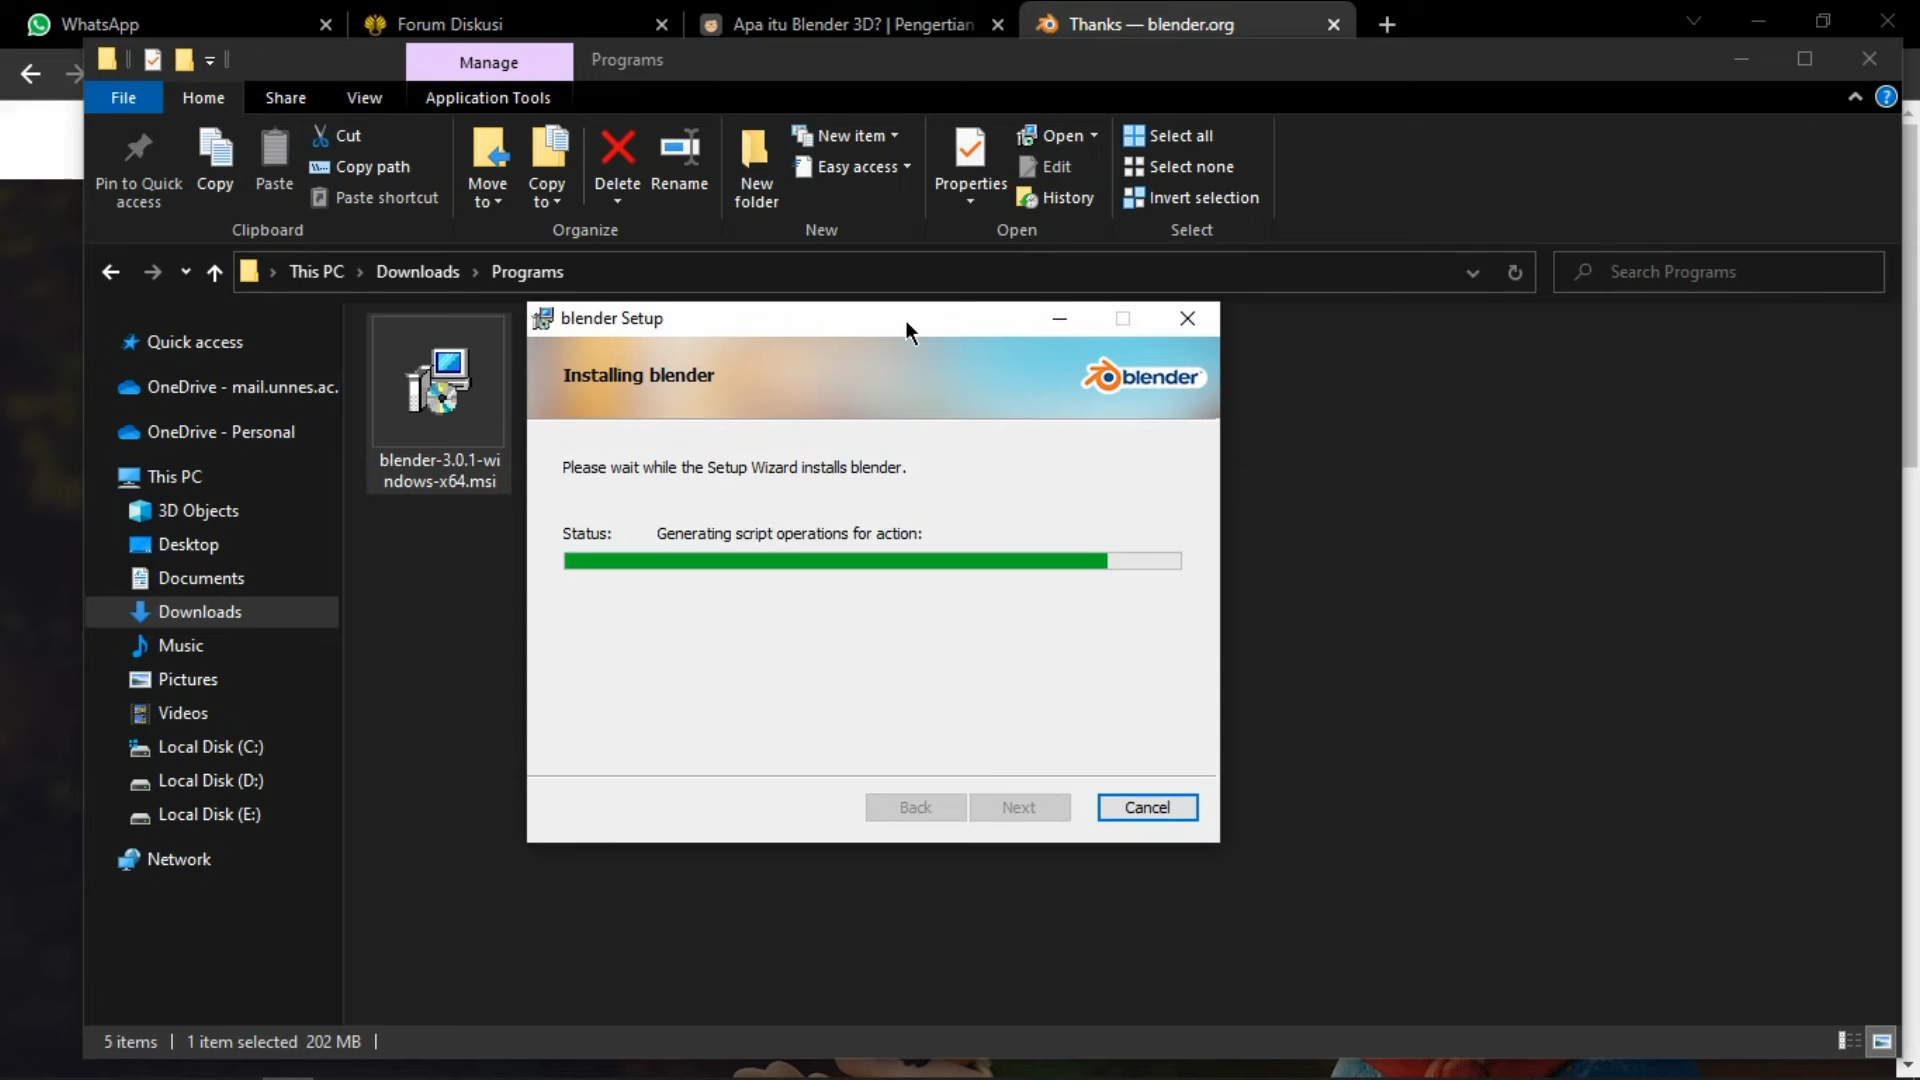 WhatsApp
Forum Diskusi
Apa itu Blender 3D? | Pengertian
Thanks — blender.org
Manage
Programs
File
Home
Share
View
Application Tools
Pin to Quick
access
Copy
Paste
Cut
Copy path
Paste shortcut
Clipboard
Move
to
Copy
to
Delete
Rename
Organize
New
folder
New item
Easy access
New
Properties
Open
Edit
History
Open
Select all
Select none
Invert selection
Select
This PC > Downloads > Programs
Search Programs
Quick access
OneDrive - mail.unnes.ac.
OneDrive - Personal
This PC
3D Objects
Desktop
Documents
Downloads
Music
Pictures
Videos
Local Disk (C:)
Local Disk (D:)
Local Disk (E:)
Network
blender-3.0.1-wi
ndows-x64.msi
blender Setup
Installing blender
blender
Please wait while the Setup Wizard installs blender.
Status: Generating script operations for action:
Back
Next
Cancel
5 items
1 item selected 202 MB